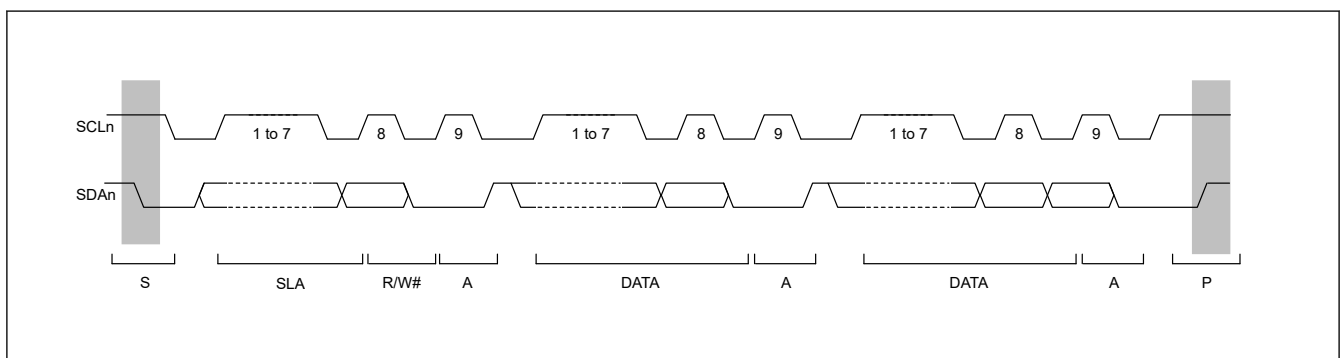 SCLn
1 to 7 8 9 1 to 7 8 9 1 to 7 8 9
SDAn
S SLA R/W# A DATA A DATA A P